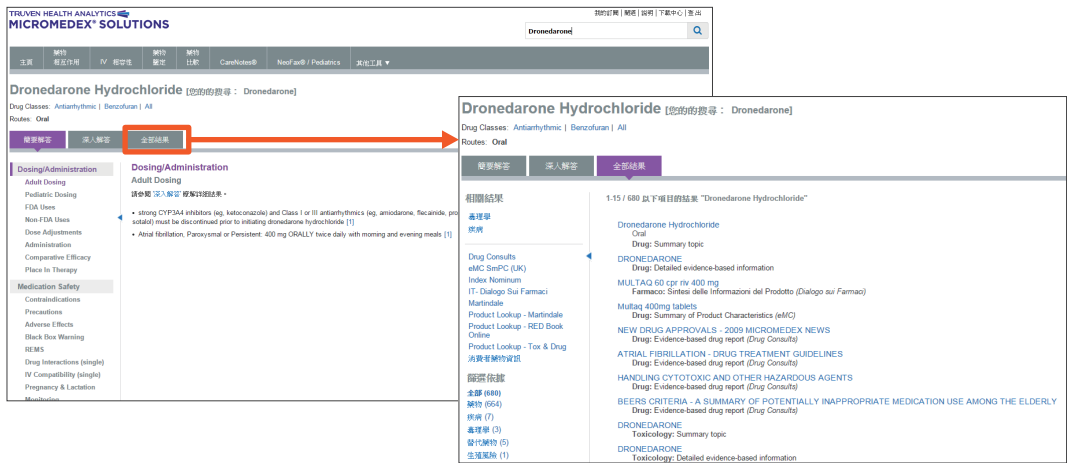 TRUVEN HEALTH ANALYTICS
MICROMEDEX® SOLUTIONS
我的訂閱 | 閘道 | 說明 | 下載中心 | 登出
Dronedarone
主頁
藥物
相互作用
IV 相容性
藥物
鑒定
藥物
比較
CareNotes®
NeoFax® / Pediatrics
其他工具 ▼
Dronedarone Hydrochloride [您的的搜尋： Dronedarone]
Drug Classes: Antiarrhythmic | Benzofuran | All
Routes: Oral
簡要解答
深入解答
全部結果
Dosing/Administration
Adult Dosing
Pediatric Dosing
FDA Uses
Non-FDA Uses
Dose Adjustments
Administration
Comparative Efficacy
Place In Therapy
Medication Safety
Contraindications
Precautions
Adverse Effects
Black Box Warning
REMS
Drug Interactions (single)
IV Compatibility (single)
Pregnancy & Lactation
Monitoring
Dosing/Administration
Adult Dosing
請參閱 '深入解答' 瞭解詳細結果。
• strong CYP3A4 inhibitors (eg, ketoconazole) and Class I or III antiarrhythmics (eg, amiodarone, flecainide, pro
sotalol) must be discontinued prior to initiating dronedarone hydrochloride [1]
• Atrial fibrillation, Paroxysmal or Persistent: 400 mg ORALLY twice daily with morning and evening meals [1]
Dronedarone Hydrochloride [您的的搜尋： Dronedarone]
Drug Classes: Antiarrhythmic | Benzofuran | All
Routes: Oral
簡要解答
深入解答
全部結果
相關結果
毒理學
疾病
Drug Consults
eMC SmPC (UK)
Index Nominum
IT- Dialogo Sui Farmaci
Martindale
Product Lookup - Martindale
Product Lookup - RED Book
Online
Product Lookup - Tox & Drug
消費者藥物資訊
篩選依據
全部 (680)
藥物 (664)
疾病 (7)
毒理學 (3)
替代藥物 (5)
生殖風險 (1)
1-15 / 680 以下項目的結果 "Dronedarone Hydrochloride"
Dronedarone Hydrochloride
Oral
Drug: Summary topic
DRONEDARONE
Drug: Detailed evidence-based information
MULTAQ 60 cpr riv 400 mg
Farmaco: Sintesi delle Informazioni del Prodotto (Dialogo sui Farmaci)
Multaq 400mg tablets
Drug: Summary of Product Characteristics (eMC)
NEW DRUG APPROVALS - 2009 MICROMEDEX NEWS
Drug: Evidence-based drug report (Drug Consults)
ATRIAL FIBRILLATION - DRUG TREATMENT GUIDELINES
Drug: Evidence-based drug report (Drug Consults)
HANDLING CYTOTOXIC AND OTHER HAZARDOUS AGENTS
Drug: Evidence-based drug report (Drug Consults)
BEERS CRITERIA - A SUMMARY OF POTENTIALLY INAPPROPRIATE MEDICATION USE AMONG THE ELDERLY
Drug: Evidence-based drug report (Drug Consults)
DRONEDARONE
Toxicology: Summary topic
DRONEDARONE
Toxicology: Detailed evidence-based information